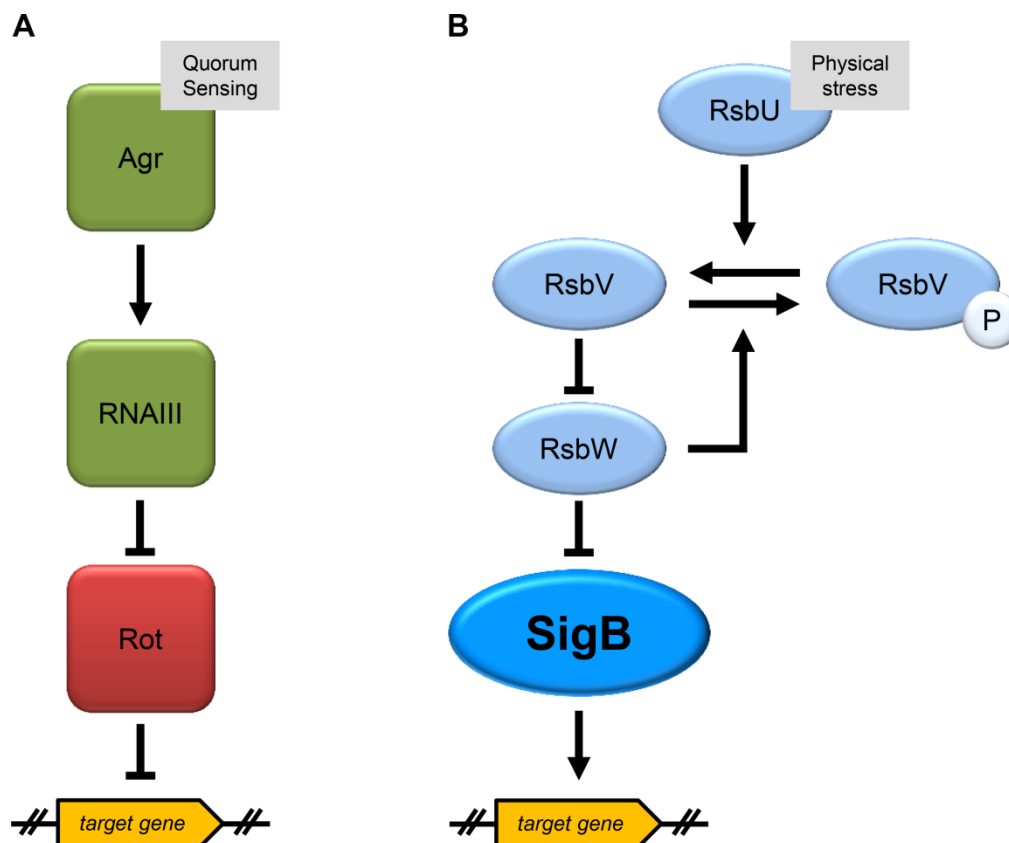 A
Quorum
Sensing
Agr
RNAIII
Rot
target gene
B
Physical
stress
RsbU
RsbV
RsbV
P
RsbW
SigB
target gene